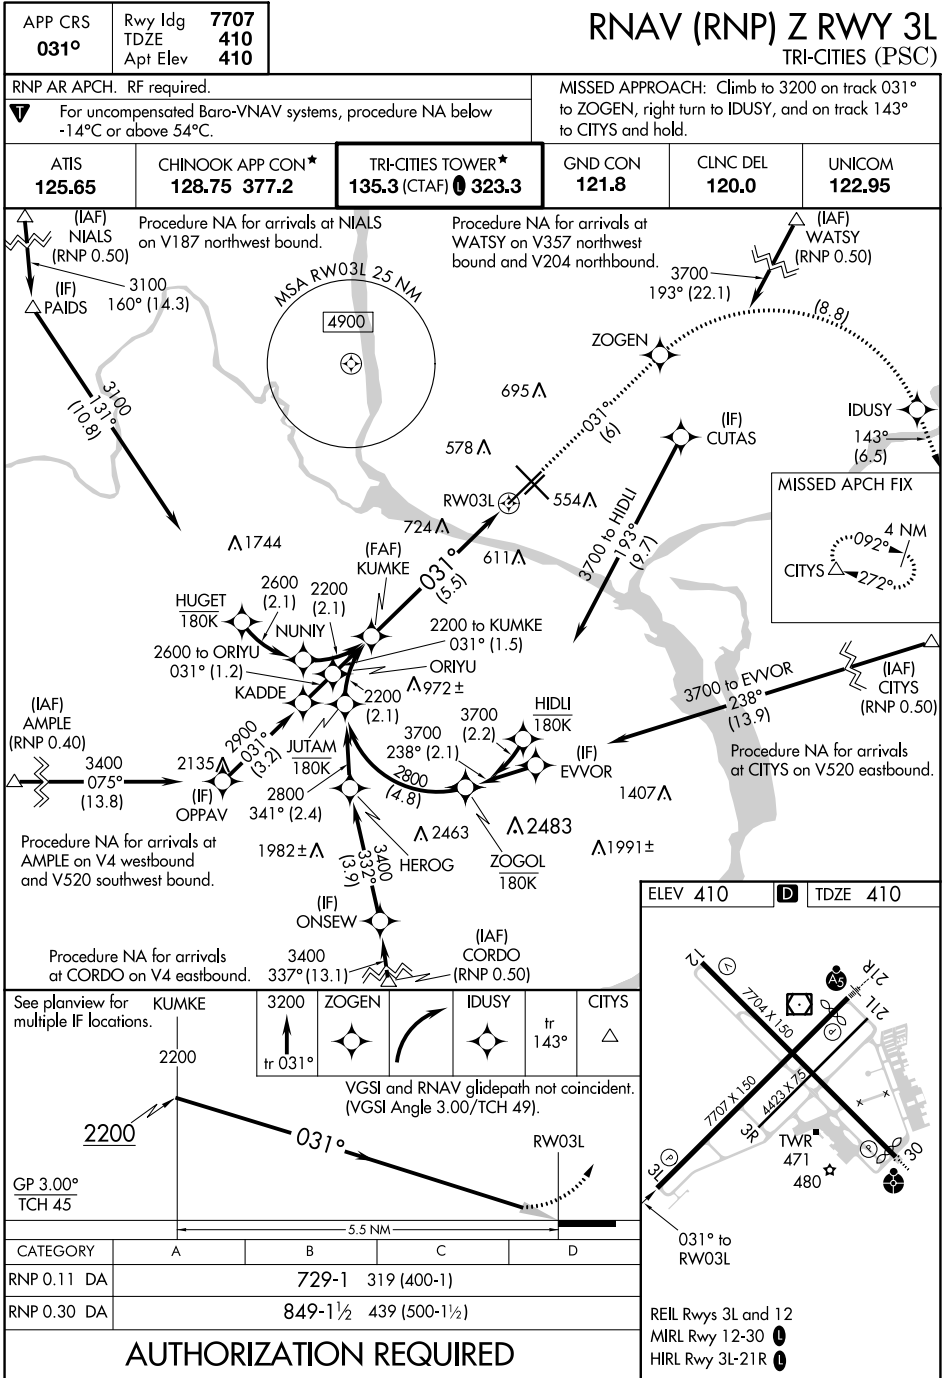 APP CRS
031°
Rwy ldg 7707
TDZE 410
Apt Elev 410
RNAV (RNP) Z RWY 3L
TRI-CITIES (PSC)
RNP AR APCH. RF required.
T
For uncompensated Baro-VNAV systems, procedure NA below
-14°C or above 54°C.
MISSED APPROACH: Climb to 3200 on track 031°
to ZOGEN, right turn to IDUSY, and on track 143°
to CITYS and hold.
ATIS
125.65
CHINOOK APP CON★
128.75 377.2
TRI-CITIES TOWER★
135.3 (CTAF) L 323.3
GND CON
121.8
CLNC DEL
120.0
UNICOM
122.95
(IAF)
NIALS
(RNP 0.50)
Procedure NA for arrivals at NIALS
on V187 northwest bound.
Procedure NA for arrivals at
WATSY on V357 northwest
bound and V204 northbound.
(IAF)
WATSY
(RNP 0.50)
3100
160° (14.3)
(IF)
PAIDS
MSA RW03L 25 NM
4900
3700
193° (22.1)
(8.8)
ZOGEN
3100
131°
(10.8)
695
031°
(6)
(IF)
CUTAS
IDUSY
143°
(6.5)
578
RW03L
554
MISSED APCH FIX
4 NM
092°
CITYS
272°
724
1744
611
3700 to HIDLI
193°
(9.7)
(FAF)
KUMKE
031°
(5.5)
2600
(2.1)
2200
(2.1)
HUGET
180K
NUNIY
2200 to KUMKE
031° (1.5)
2600 to ORIYU
031° (1.2)
ORIYU
KADDE
972±
2200
(2.1)
(IAF)
AMPLE
(RNP 0.40)
2900
031°
(3.2)
JUTAM
180K
3700
238° (2.1)
3700
(2.2)
HIDLI
180K
3700 to EVVOR
238°
(13.9)
(IAF)
CITYS
(RNP 0.50)
(IF)
EVVOR
Procedure NA for arrivals
at CITYS on V520 eastbound.
3400
075°
(13.8)
2135
(IF)
OPPAV
2800
(4.8)
2800
341° (2.4)
1407
Procedure NA for arrivals at
AMPLE on V4 westbound
and V520 southwest bound.
1982±
2463
2483
1991±
HEROG
ZOGOL
180K
3400
332°
(3.9)
(IF)
ONSEW
Procedure NA for arrivals
at CORDO on V4 eastbound.
3400
337° (13.1)
(IAF)
CORDO
(RNP 0.50)
ELEV 410
D
TDZE 410
12
V
A5
21R
21L
P
7704 X 150
7707 X 150
4423 X 75
3R
3L
P
TWR
471
480
P
30
031° to
RW03L
REIL Rwys 3L and 12
MIRL Rwy 12-30 L
HIRL Rwy 3L-21R L
See planview for
multiple IF locations.
KUMKE
3200
tr 031°
ZOGEN
IDUSY
tr
143°
CITYS
2200
VGSI and RNAV glidepath not coincident.
(VGSI Angle 3.00/TCH 49).
2200
031°
RW03L
GP 3.00°
TCH 45
5.5 NM
CATEGORY A B C D
RNP 0.11 DA 729-1 319 (400-1)
RNP 0.30 DA 849-1½ 439 (500-1½)
AUTHORIZATION REQUIRED